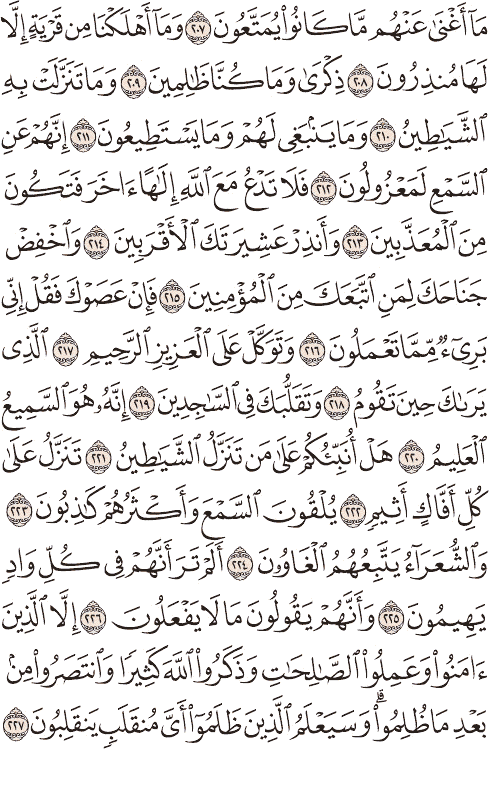 مَآ أَغْنَىٰ عَنْهُم مَّا كَانُوا۟ يُمَتَّعُونَ ٢٠٧ وَمَآ أَهْلَكْنَا مِن قَرْيَةٍ إِلَّا
لَهَا مُنذِرُونَ ٢٠٨ ذِكْرَىٰ وَمَا كُنَّا ظَٰلِمِينَ ٢٠٩ وَمَا تَنَزَّلَتْ بِهِ
ٱلشَّيَٰطِينُ ٢١٠ وَمَا يَنۢبَغِى لَهُمْ وَمَا يَسْتَطِيعُونَ ٢١١ إِنَّهُمْ عَنِ
ٱلسَّمْعِ لَمَعْزُولُونَ ٢١٢ فَلَا تَدْعُ مَعَ ٱللَّهِ إِلَٰهًا ءَاخَرَ فَتَكُونَ
مِنَ ٱلْمُعَذَّبِينَ ٢١٣ وَأَنذِرْ عَشِيرَتَكَ ٱلْأَقْرَبِينَ ٢١٤ وَٱخْفِضْ
جَنَاحَكَ لِمَنِ ٱتَّبَعَكَ مِنَ ٱلْمُؤْمِنِينَ ٢١٥ فَإِنْ عَصَوْكَ فَقُلْ إِنِّى
بَرِىٓءٌ مِّمَّا تَعْمَلُونَ ٢١٦ وَتَوَكَّلْ عَلَى ٱلْعَزِيزِ ٱلرَّحِيمِ ٢١٧ ٱلَّذِى
يَرَىٰكَ حِينَ تَقُومُ ٢١٨ وَتَقَلُّبَكَ فِى ٱلسَّٰجِدِينَ ٢١٩ إِنَّهُۥ هُوَ ٱلسَّمِيعُ
ٱلْعَلِيمُ ٢٢٠ هَلْ أُنَبِّئُكُمْ عَلَىٰ مَن تَنَزَّلُ ٱلشَّيَٰطِينُ ٢٢١ تَنَزَّلُ عَلَىٰ
كُلِّ أَفَّاكٍ أَثِيمٍ ٢٢٢ يُلْقُونَ ٱلسَّمْعَ وَأَكْثَرُهُمْ كَٰذِبُونَ ٢٢٣
وَٱلشُّعَرَآءُ يَتَّبِعُهُمُ ٱلْغَاوُۥنَ ٢٢٤ أَلَمْ تَرَ أَنَّهُمْ فِى كُلِّ وَادٍ
يَهِيمُونَ ٢٢٥ وَأَنَّهُمْ يَقُولُونَ مَا لَا يَفْعَلُونَ ٢٢٦ إِلَّا ٱلَّذِينَ
ءَامَنُوا۟ وَعَمِلُوا۟ ٱلصَّٰلِحَٰتِ وَذَكَرُوا۟ ٱللَّهَ كَثِيرًا وَٱنتَصَرُوا۟ مِنۢ
بَعْدِ مَا ظُلِمُوا۟ ۗ وَسَيَعْلَمُ ٱلَّذِينَ ظَلَمُوٓا۟ أَىَّ مُنقَلَبٍ يَنقَلِبُونَ ٢٢٧